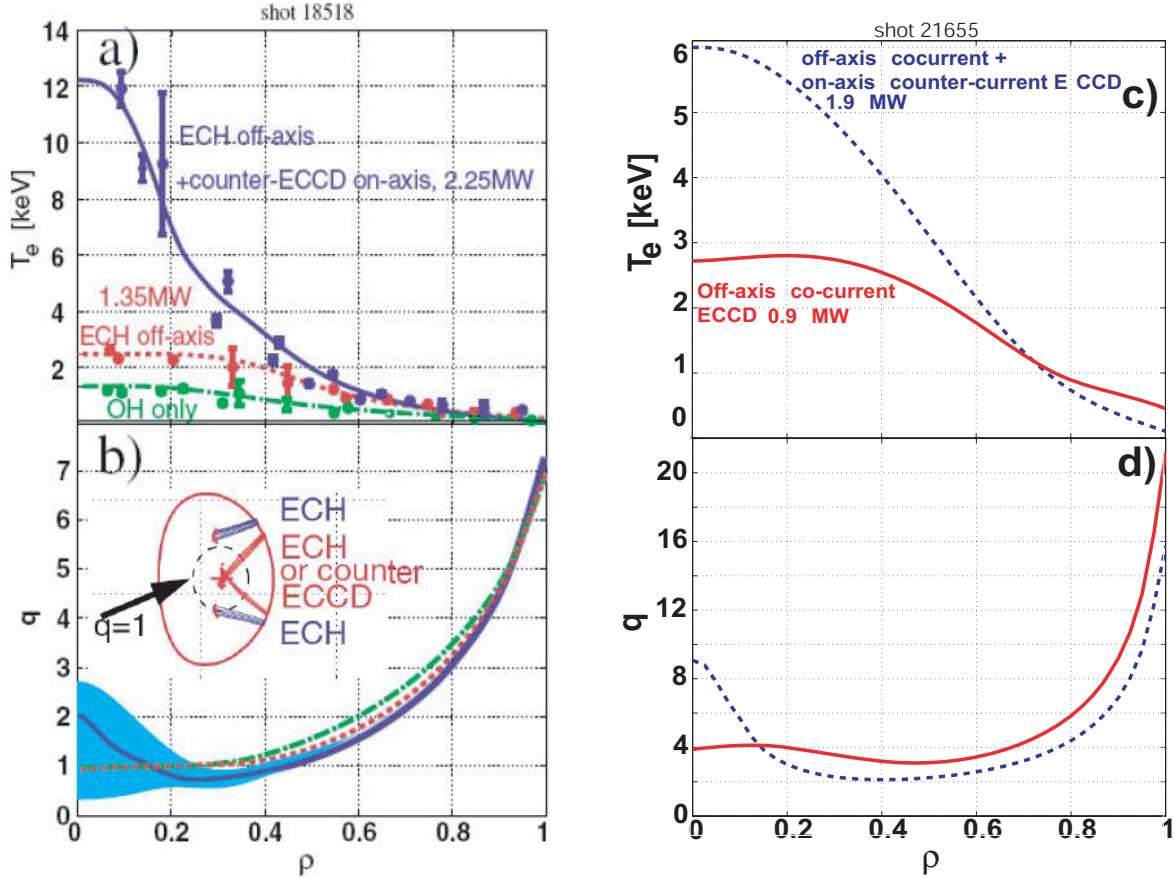 shot 18518
a)
14
12
10
8
6
4
2
T_e [keV]
ECH off-axis
+counter-ECCD on-axis, 2.25MW
1.35MW
ECH off-axis
OH only
b)
7
6
5
4
3
2
1
0
q
ECH
ECH
or counter
ECCD
ECH
q=1
0 0.2 0.4 0.6 0.8 1
ρ
shot 21655
c)
6
5
4
3
2
1
0
T_e [keV]
off-axis cocurrent +
on-axis counter-current E CCD
1.9 MW
Off-axis co-current
ECCD 0.9 MW
d)
20
16
12
8
4
0
q
0 0.2 0.4 0.6 0.8 1
ρ